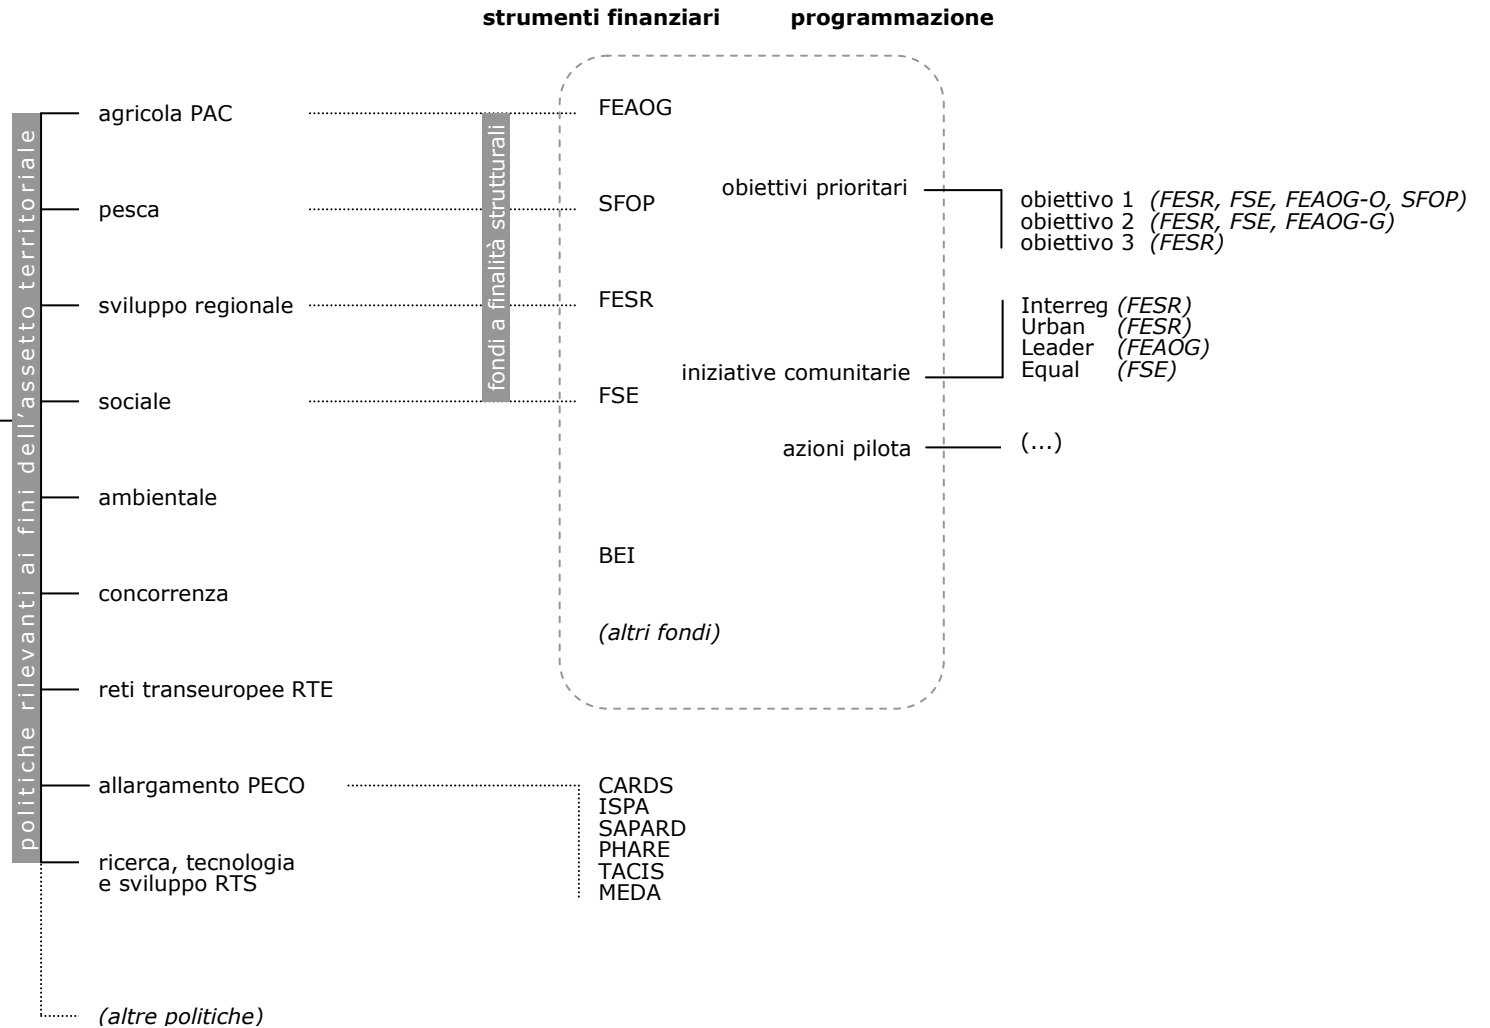 strumenti finanziari
programmazione
politiche rilevanti ai fini dell'assetto territoriale
agricola PAC
pesca
sviluppo regionale
sociale
ambientale
concorrenza
reti transeuropee RTE
allargamento PECO
ricerca, tecnologia
e sviluppo RTS
(altre politiche)
fondi a finalità strutturali
FEAOG
SFOP
FESR
FSE
BEI
(altri fondi)
CARDS
ISPA
SAPARD
PHARE
TACIS
MEDA
obiettivi prioritari
obiettivo 1 (FESR, FSE, FEAOG-O, SFOP)
obiettivo 2 (FESR, FSE, FEAOG-G)
obiettivo 3 (FESR)
iniziative comunitarie
Interreg (FESR)
Urban (FESR)
Leader (FEAOG)
Equal (FSE)
azioni pilota
(...)